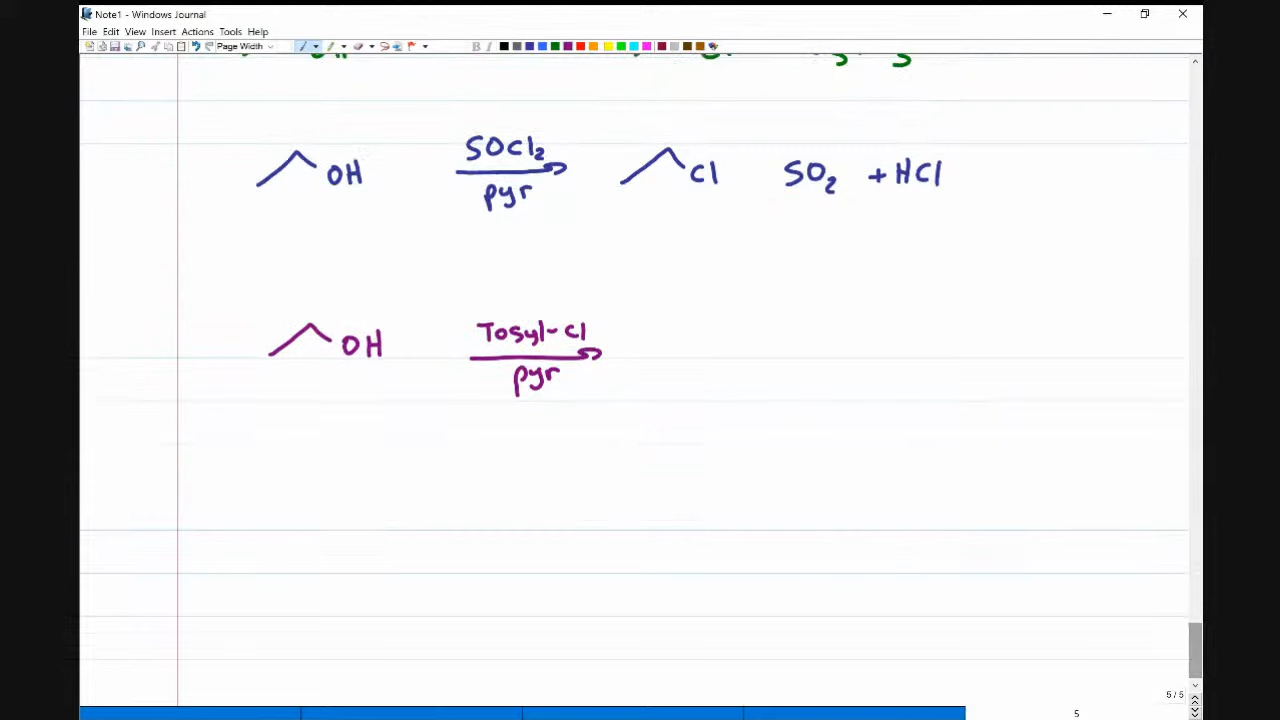 Note1 - Windows Journal
File Edit View Insert Actions Tools Help
Page Width
B I
SOCl2
OH Cl SO2 + HCl
pyr
Tosyl-Cl
OH
pyr
5/5
5